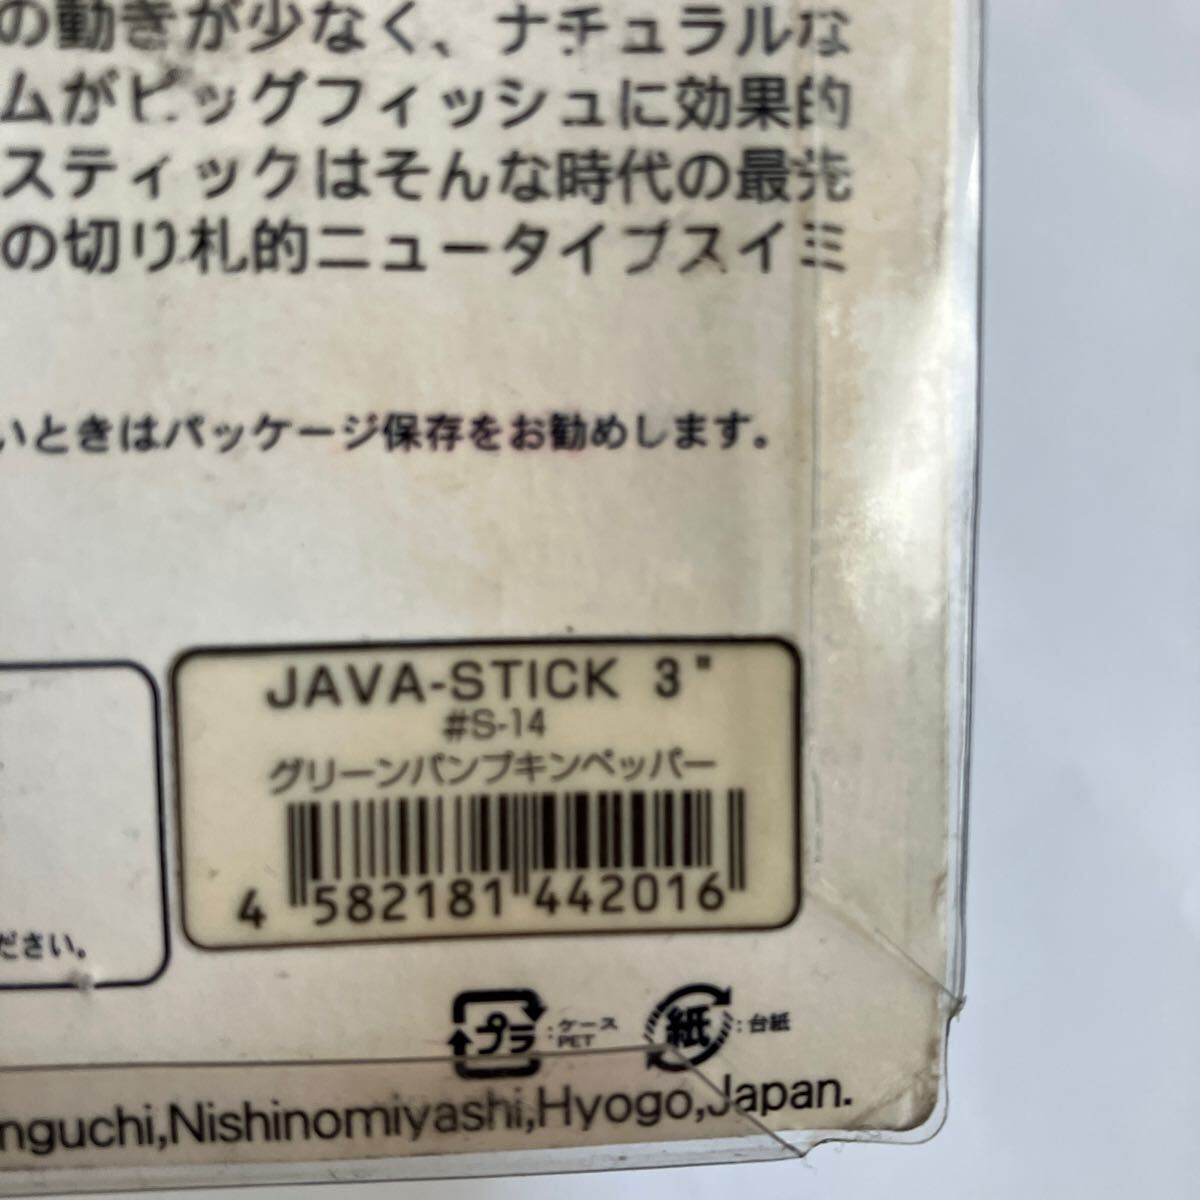 の動きが少なく、ナチュラルな
ムがビッグフィッシュに効果的
スティックはそんな時代の最先
の切り札的ニュータイプスイミ
いときはパッケージ保存をお勧めします。
JAVA-STICK 3"
#S-14
グリーンパンプキンペッパー
4 582181 442016
ださい。
プラ :ケース PET
紙 :台紙
nguchi,Nishinomiyashi,Hyogo,Japan.